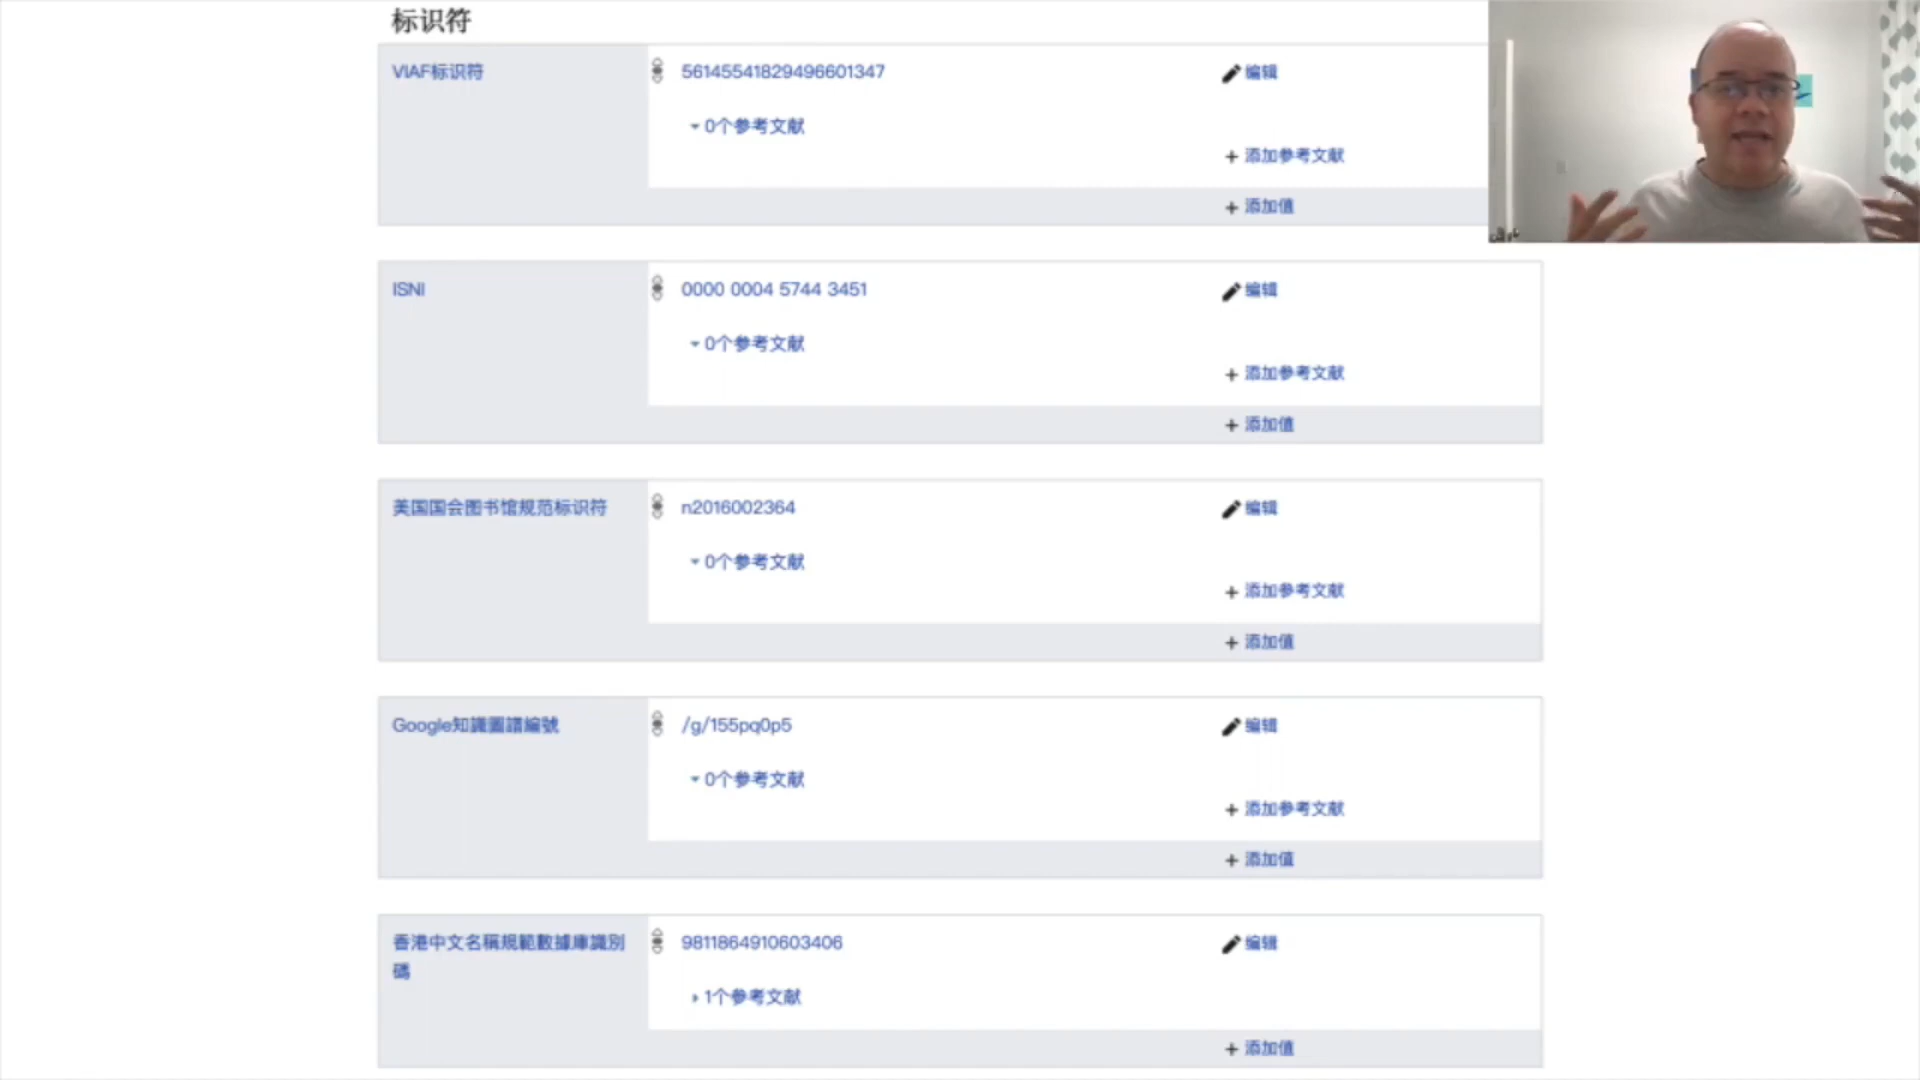 标识符
VIAF标识符
56145541829496601347
编辑
0个参考文献
+ 添加参考文献
+ 添加值
ISNI
0000 0004 5744 3451
编辑
0个参考文献
+ 添加参考文献
+ 添加值
美国国会图书馆规范标识符
n2016002364
编辑
0个参考文献
+ 添加参考文献
+ 添加值
Google知識圖譜編號
/g/155pq0p5
编辑
0个参考文献
+ 添加参考文献
+ 添加值
香港中文名稱規範數據庫識別
碼
9811864910603406
编辑
1个参考文献
+ 添加值